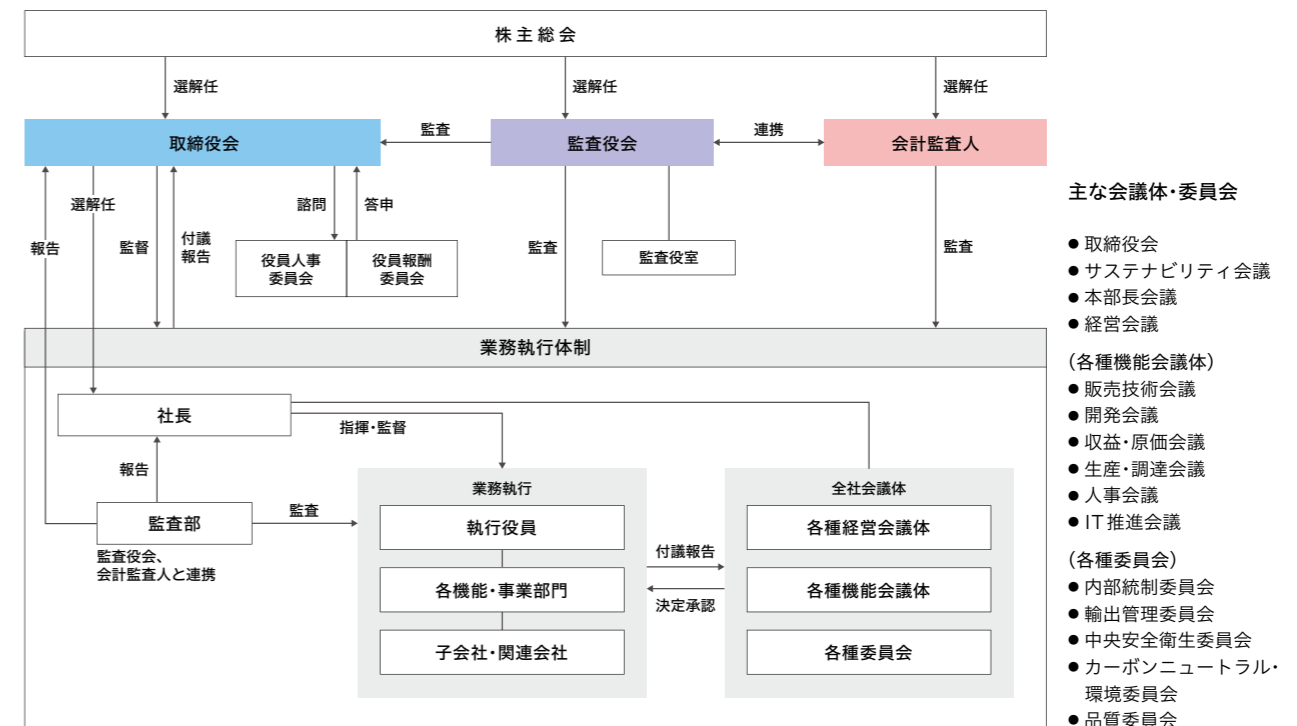 株主総会
選解任
選解任
選解任
取締役会
監査
監査役会
連携
会計監査人
報告
選解任
監督
付議
報告
諮問
答申
役員人事
委員会
役員報酬
委員会
監査
監査役室
監査
業務執行体制
社長
指揮・監督
報告
監査部
監査
監査役会、
会計監査人と連携
業務執行
執行役員
各機能・事業部門
子会社・関連会社
付議報告
決定承認
全社会議体
各種経営会議体
各種機能会議体
各種委員会
主な会議体・委員会
● 取締役会
● サステナビリティ会議
● 本部長会議
● 経営会議
（各種機能会議体）
● 販売技術会議
● 開発会議
● 収益・原価会議
● 生産・調達会議
● 人事会議
● IT推進会議
（各種委員会）
● 内部統制委員会
● 輸出管理委員会
● 中央安全衛生委員会
● カーボンニュートラル・
環境委員会
● 品質委員会